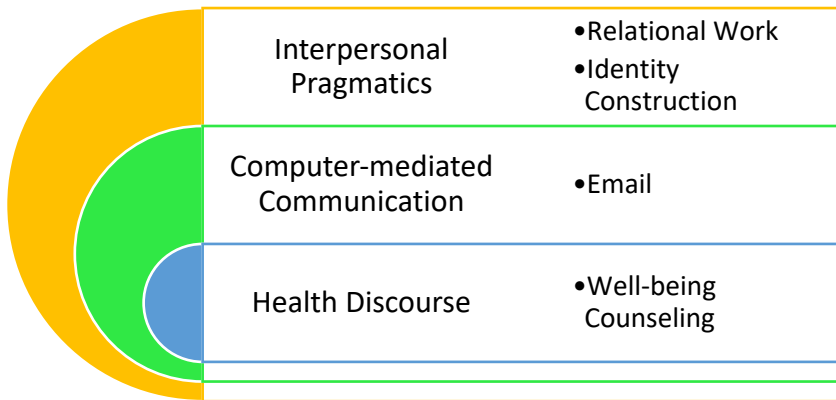 Interpersonal
Pragmatics
•Relational Work
•Identity
Construction
Computer-mediated
Communication
•Email
Health Discourse
•Well-being
Counseling